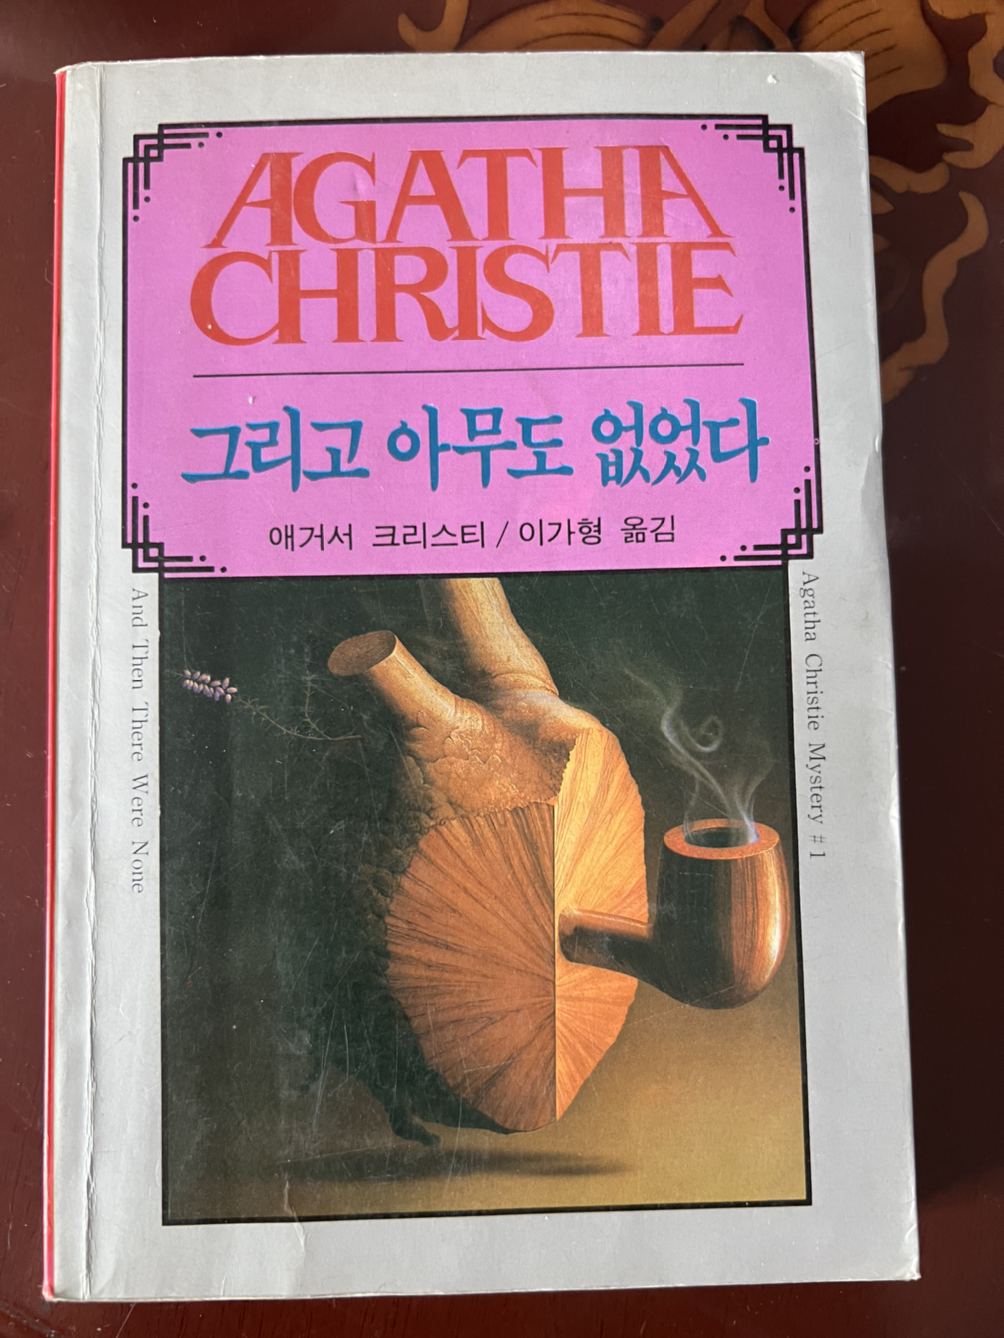 AGATHA
CHRISTIE
그리고 아무도 없었다
애거서 크리스티 / 이가형 옮김
And Then There Were None
Agatha Christie Mystery #1